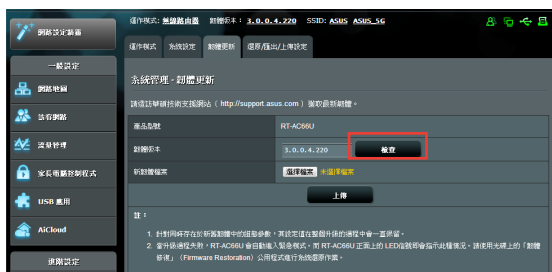 網路設定精靈
一般設定
網路地圖
訪客網路
流量管理
家長電腦控制程式
USB 應用
AiCloud
進階設定
運作模式: 無線路由器 韌體版本: 3.0.0.4.220 SSID: ASUS ASUS_5G
運作模式 系統設定 韌體更新 還原/匯出/上傳設定
系統管理 - 韌體更新
請造訪華碩技術支援網站 ( http://support.asus.com ) 獲取最新韌體。
產品型號 RT-AC66U
韌體版本 3.0.0.4.220 檢查
新韌體檔案 選擇檔案 未選擇檔案
上傳
註：
1. 針對同時存在於新舊韌體中的組態參數，其設定值在整個升級的過程中會一直保留。
2. 當升級過程失敗，RT-AC66U 會自動進入緊急模式。而 RT-AC66U 正面上的 LED信號即會指示此種情況。請使用光碟上的「韌體
修復」（Firmware Restoration）公用程式進行系統還原作業。